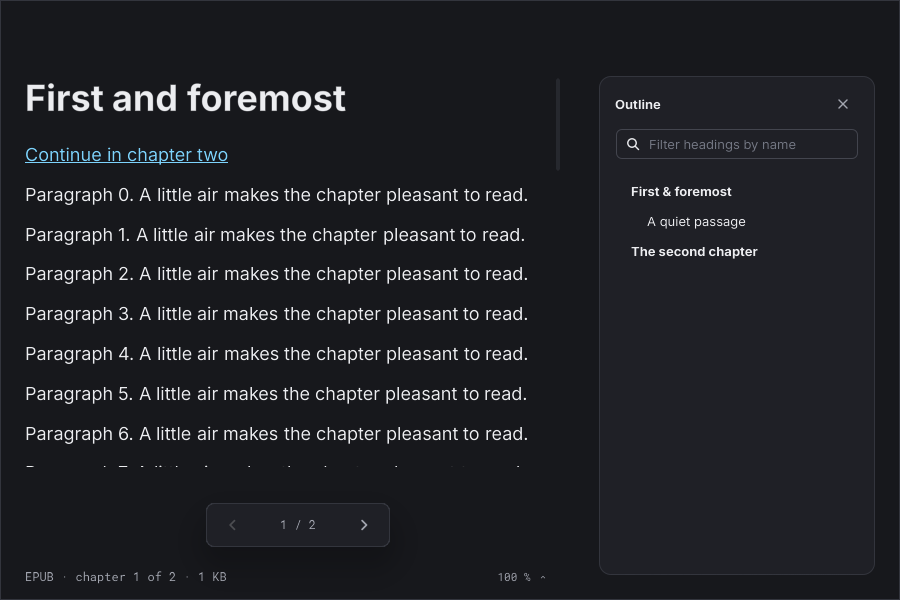 First and foremost
Continue in chapter two
Paragraph 0. A little air makes the chapter pleasant to read.
Paragraph 1. A little air makes the chapter pleasant to read.
Paragraph 2. A little air makes the chapter pleasant to read.
Paragraph 3. A little air makes the chapter pleasant to read.
Paragraph 4. A little air makes the chapter pleasant to read.
Paragraph 5. A little air makes the chapter pleasant to read.
Paragraph 6. A little air makes the chapter pleasant to read.
1 / 2
EPUB · chapter 1 of 2 · 1 KB
100 %
Outline
Filter headings by name
First & foremost
A quiet passage
The second chapter